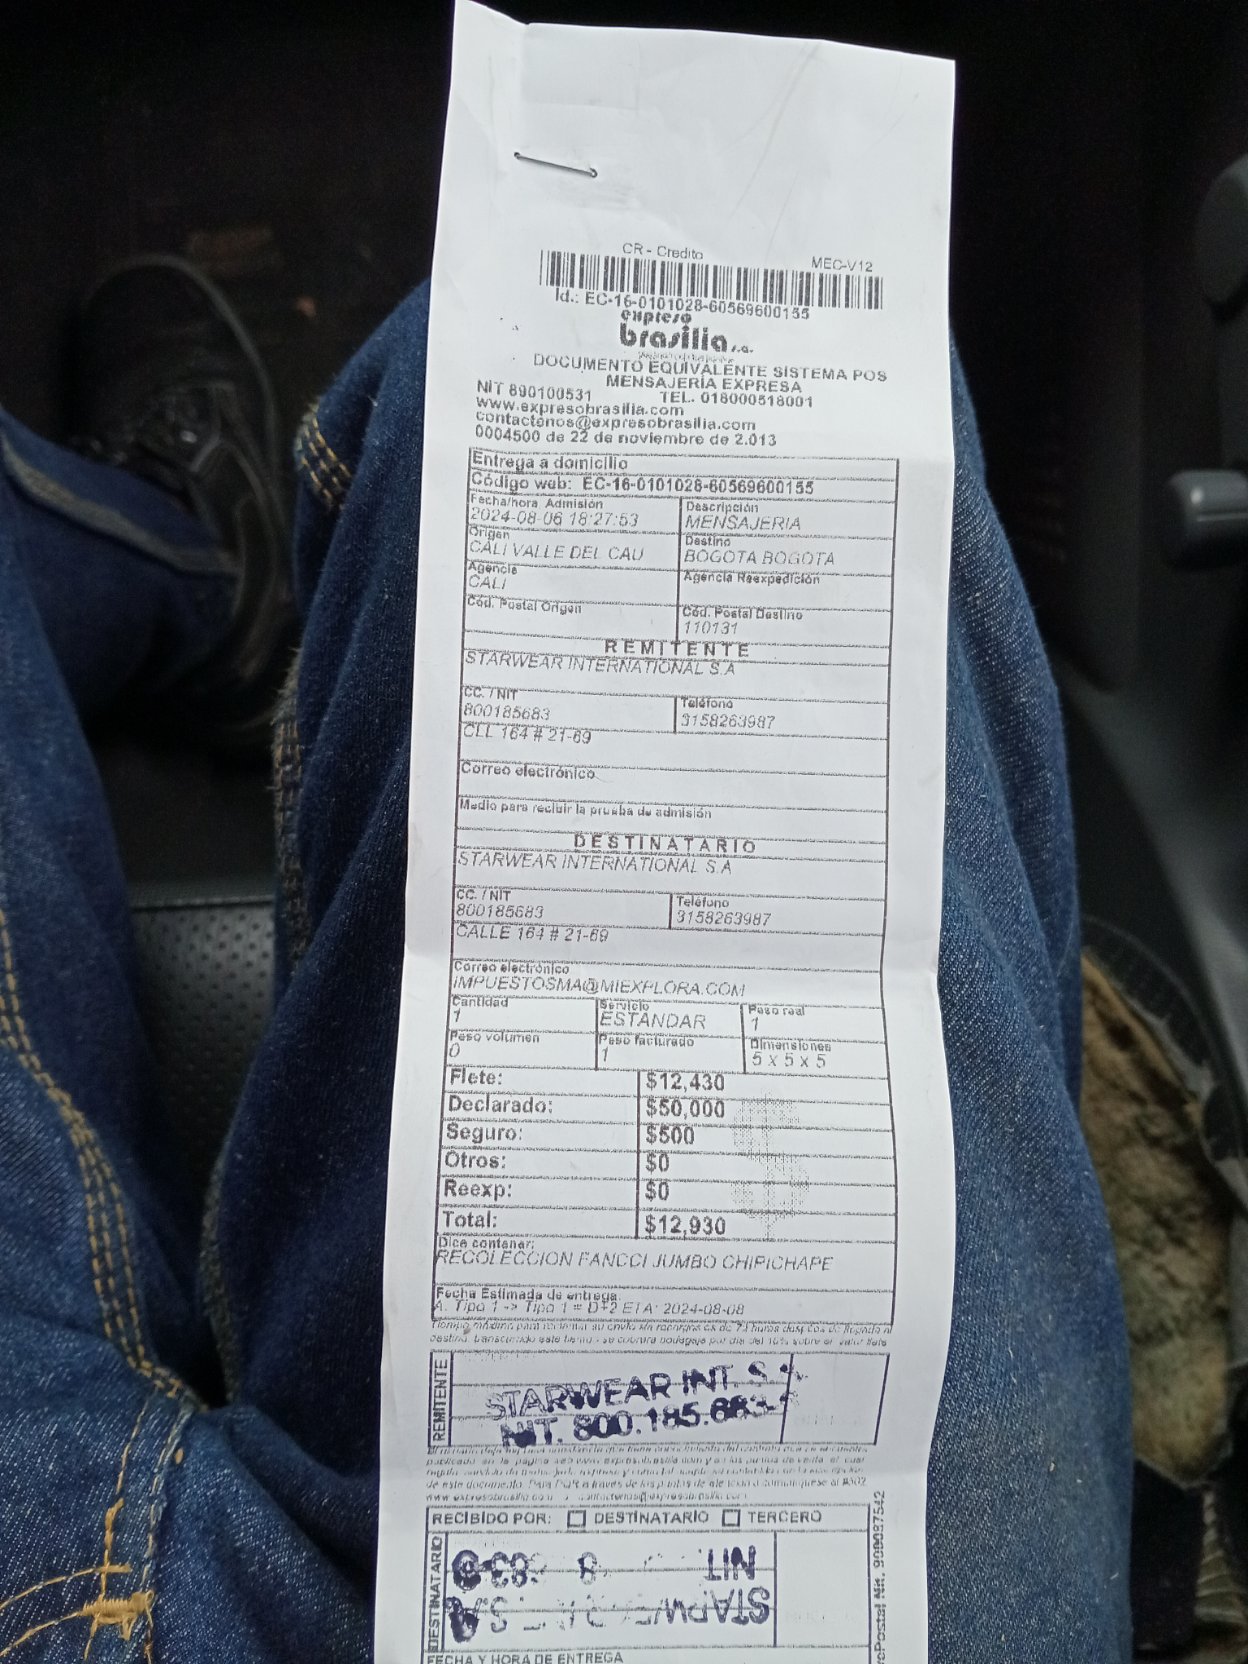 CR - Credito
MEC-V12
Id.: EC-16-0101028-60569600155
expreso
brasilia s.a.
DOCUMENTO EQUIVALENTE SISTEMA POS
MENSAJERÍA EXPRESA
NIT 890100531 TEL. 018000518001
www.expresobrasilia.com
contactenos@expresobrasilia.com
0004500 de 22 de noviembre de 2.013
Entrega a domicilio
Código web: EC-16-0101028-60569600155
Fecha/hora Admisión Descripción
2024-08-06 18:27:53 MENSAJERIA
Origen Destino
CALI VALLE DEL CAU BOGOTA BOGOTA
Agencia Agencia Reexpedición
CALI
Cód. Postal Origen Cód. Postal Destino
110131
REMITENTE
STARWEAR INTERNATIONAL S.A
CC. / NIT Teléfono
800185683 3158263987
CLL 164 # 21-69
Correo electrónico
Medio para recibir la prueba de admisión
DESTINATARIO
STARWEAR INTERNATIONAL S.A
CC. / NIT Teléfono
800185683 3158263987
CALLE 164 # 21-69
Correo electrónico
IMPUESTOSMA@MIEXPLORA.COM
Cantidad Servicio Peso real
1 ESTANDAR 1
Peso volumen Peso facturado Dimensiones
0 1 5 x 5 x 5
Flete: $12,430
Declarado: $50,000
Seguro: $500
Otros: $0
Reexp: $0
Total: $12,930
Dice contener:
RECOLECCION FANCCI JUMBO CHIPICHAPE
Fecha Estimada de entrega
A. Tipo 1 -> Tipo 1 = D+2 ETA: 2024-08-08
REMITENTE
STARWEAR INT. S.A
NIT. 800.185.683
www.expresobrasilia.com
RECIBIDO POR: DESTINATARIO TERCERO
DESTINATARIO
NIT
STARWE
FECHA Y HORA DE ENTREGA
Postal Nit. 900087542